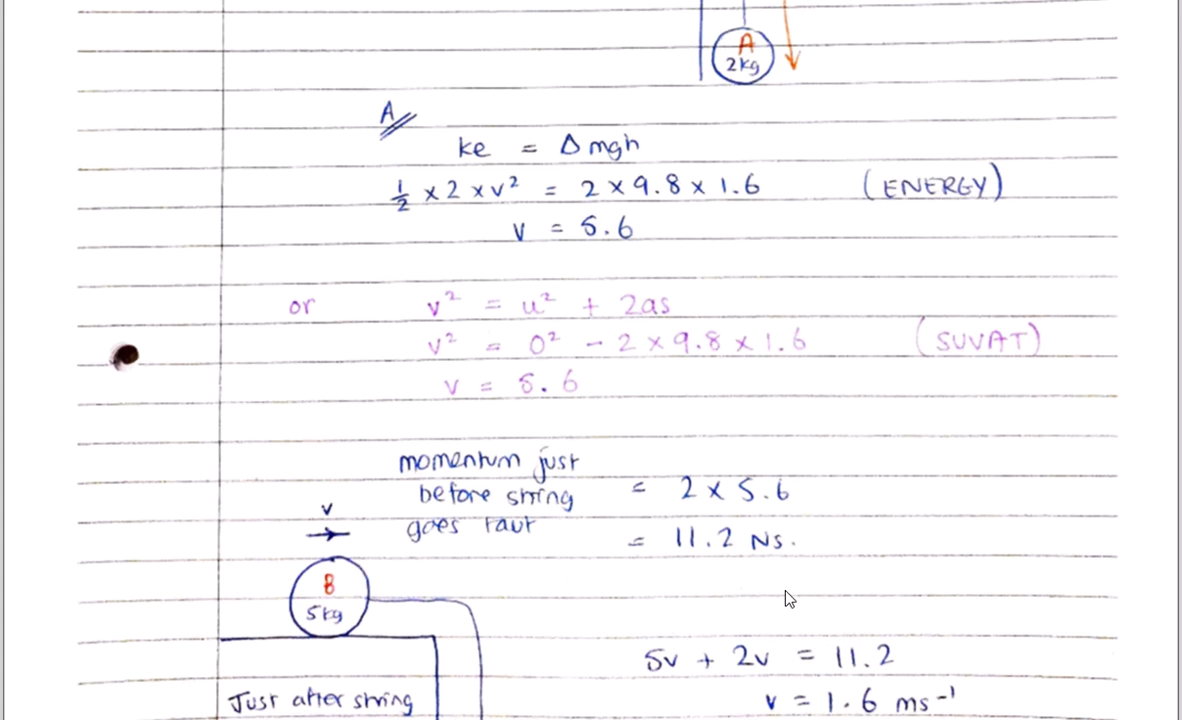 A
2kg
A
ke = Δmgh
½ × 2 × v² = 2 × 9.8 × 1.6 (ENERGY)
v = 5.6
or v² = u² + 2as
v² = 0² - 2 × 9.8 × 1.6 (SUVAT)
v = 5.6
momentum just
before string = 2 × 5.6
goes taut = 11.2 Ns.
v
B
5kg
5v + 2v = 11.2
Just after string v = 1.6 ms⁻¹